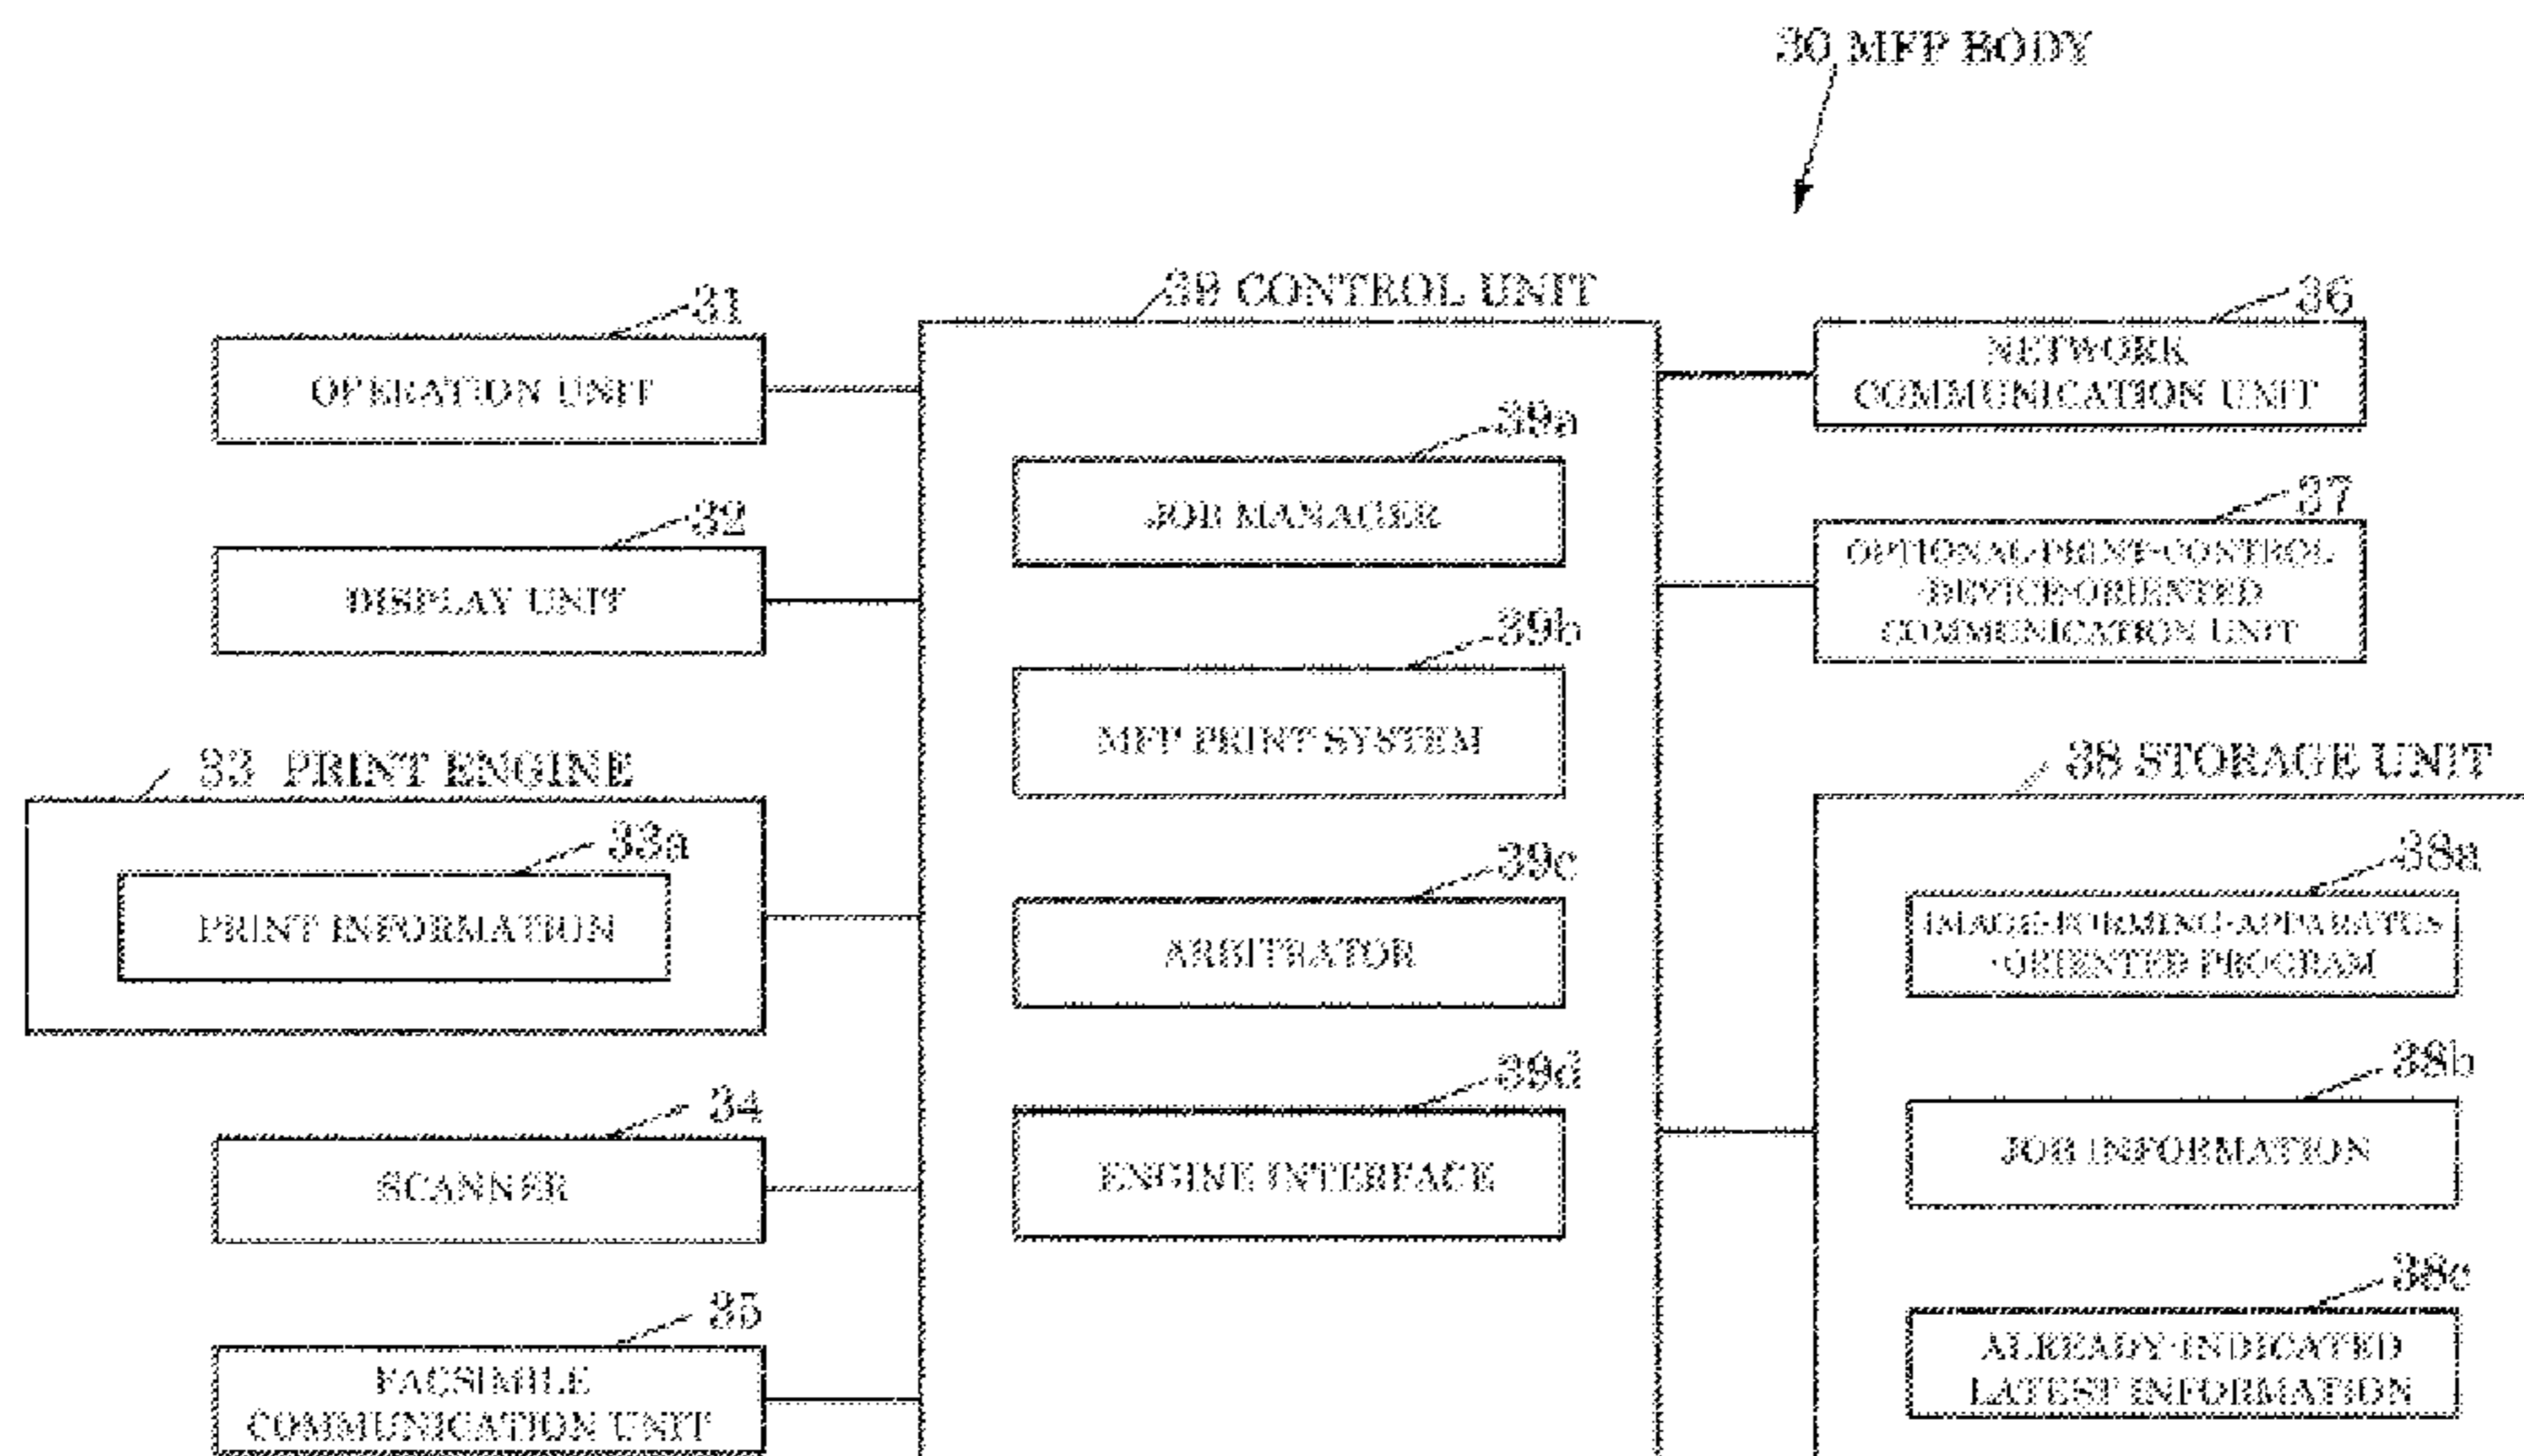 30 MFP BODY
39 CONTROL UNIT
31
OPERATION UNIT
32
DISPLAY UNIT
33 PRINT ENGINE
33a
PRINT INFORMATION
34
SCANNER
35
FACSIMILE
COMMUNICATION UNIT
39a
JOB MANAGER
39b
MFP PRINT SYSTEM
39c
ARBITRATOR
39d
ENGINE INTERFACE
36
NETWORK
COMMUNICATION UNIT
37
OPTIONAL-PRINT-CONTROL
-DEVICE-ORIENTED
COMMUNICATION UNIT
38 STORAGE UNIT
38a
IMAGE-FORMING-APPARATUS
-ORIENTED PROGRAM
38b
JOB INFORMATION
38c
ALREADY-INDICATED
LATEST INFORMATION